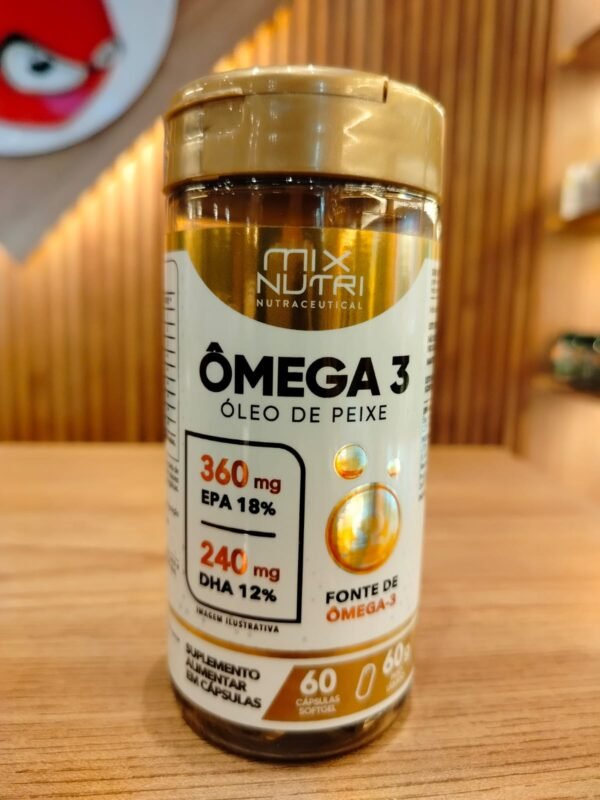 MIX
NUTRI
NUTRACEUTICAL
ÔMEGA 3
ÓLEO DE PEIXE
360 mg
EPA 18%
240 mg
DHA 12%
IMAGEM ILUSTRATIVA
FONTE DE
ÔMEGA-3
SUPLEMENTO
ALIMENTAR
EM CÁPSULAS
60
CÁPSULAS
SOFTGEL
60g